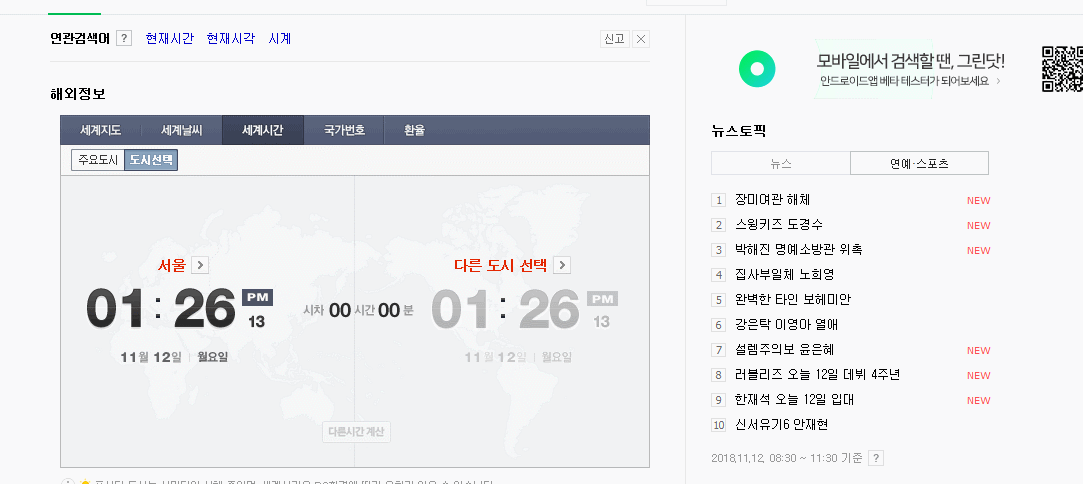 연관검색어 ? 현재시간 현재시각 시계
신고 ×
해외정보
세계지도 세계날씨 세계시간 국가번호 환율
주요도시 도시선택
서울 >
01:26 PM 13
11월 12일 | 월요일
시차 00 시간 00 분
다른 도시 선택 >
01:26 PM 13
11월 12일 | 월요일
다른시간 계산
모바일에서 검색할 땐, 그린닷!
안드로이드앱 베타 테스터가 되어보세요 >
뉴스토픽
뉴스 연예·스포츠
1 장미여관 해체 NEW
2 스윙키즈 도경수 NEW
3 박해진 명예소방관 위촉 NEW
4 집사부일체 노희영
5 완벽한 타인 보헤미안
6 강은탁 이영아 열애
7 설렘주의보 윤은혜 NEW
8 러블리즈 오늘 12일 데뷔 4주년 NEW
9 한재석 오늘 12일 입대 NEW
10 신서유기6 안재현
2018.11.12. 08:30 ~ 11:30 기준 ?